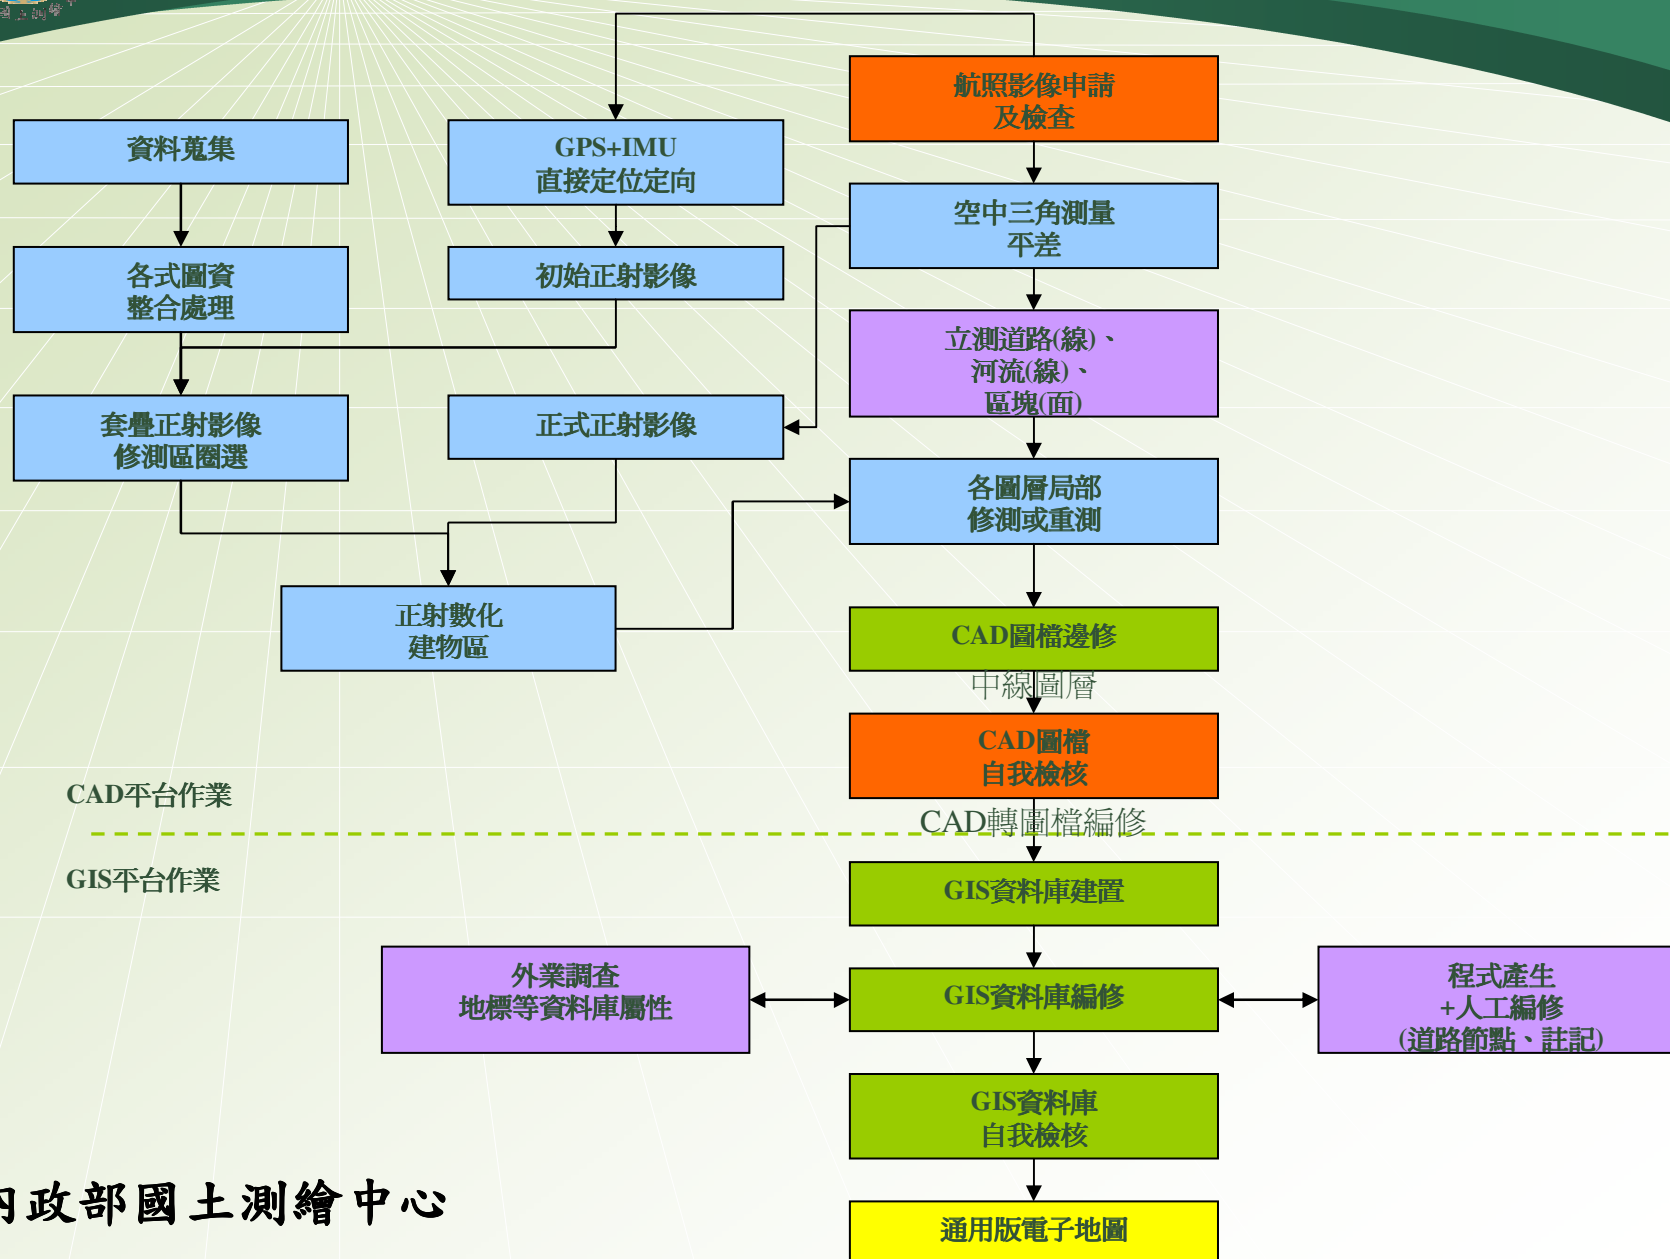 航照影像申請
及檢查
資料蒐集
GPS+IMU
直接定位定向
空中三角測量
平差
各式圖資
整合處理
初始正射影像
立測道路(線)、
河流(線)、
區塊(面)
套疊正射影像
修測區圈選
正式正射影像
各圖層局部
修測或重測
正射數化
建物區
CAD圖檔邊修
中線圖層
CAD圖檔
自我檢核
CAD平台作業
CAD轉圖檔編修
GIS平台作業
GIS資料庫建置
外業調查
地標等資料庫屬性
GIS資料庫編修
程式產生
+人工編修
(道路節點、註記)
GIS資料庫
自我檢核
內政部國土測繪中心
通用版電子地圖